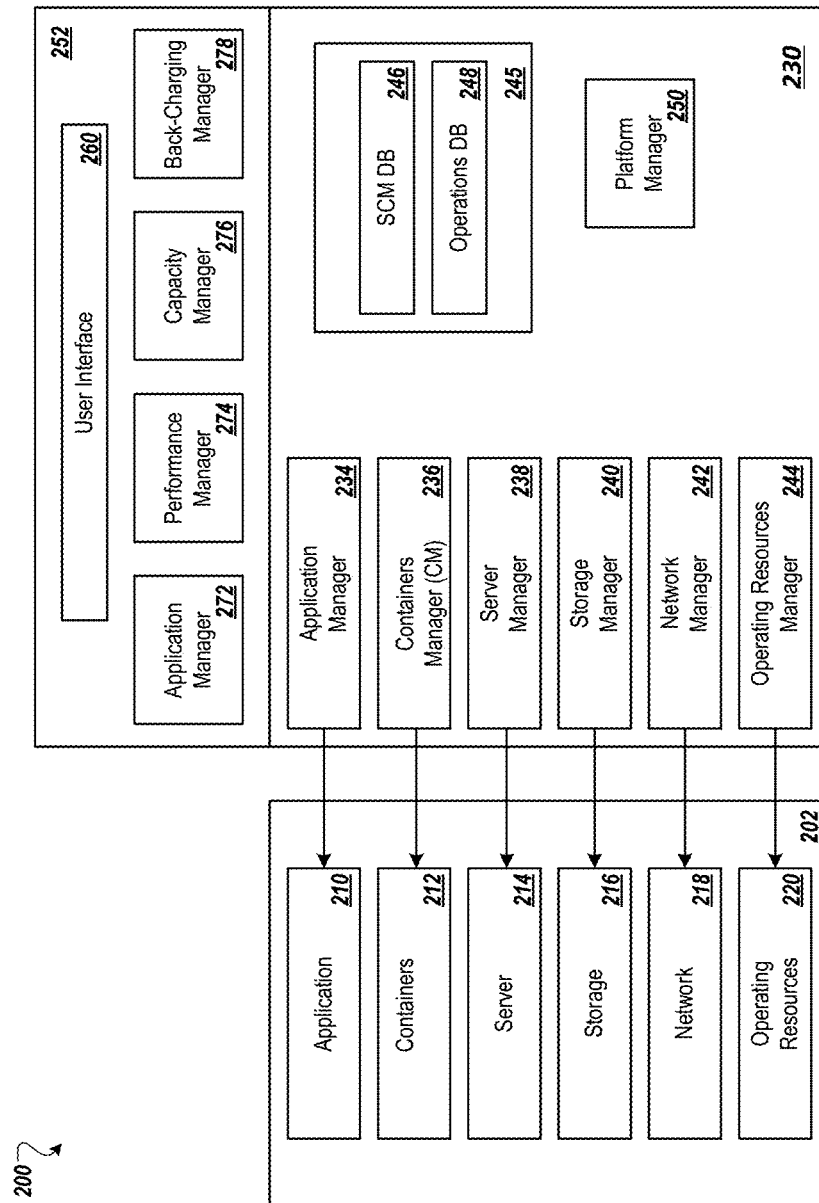 200
252
User Interface
260
Application
Manager
272
Performance
Manager
274
Capacity
Manager
276
Back-Charging
Manager
278
Application
210
Containers
212
Server
214
Storage
216
Network
218
Operating
Resources
220
202
Application
Manager
234
Containers
Manager (CM)
236
Server
Manager
238
Storage
Manager
240
Network
Manager
242
Operating Resources
Manager
244
SCM DB
246
Operations DB
248
245
Platform
Manager
250
230